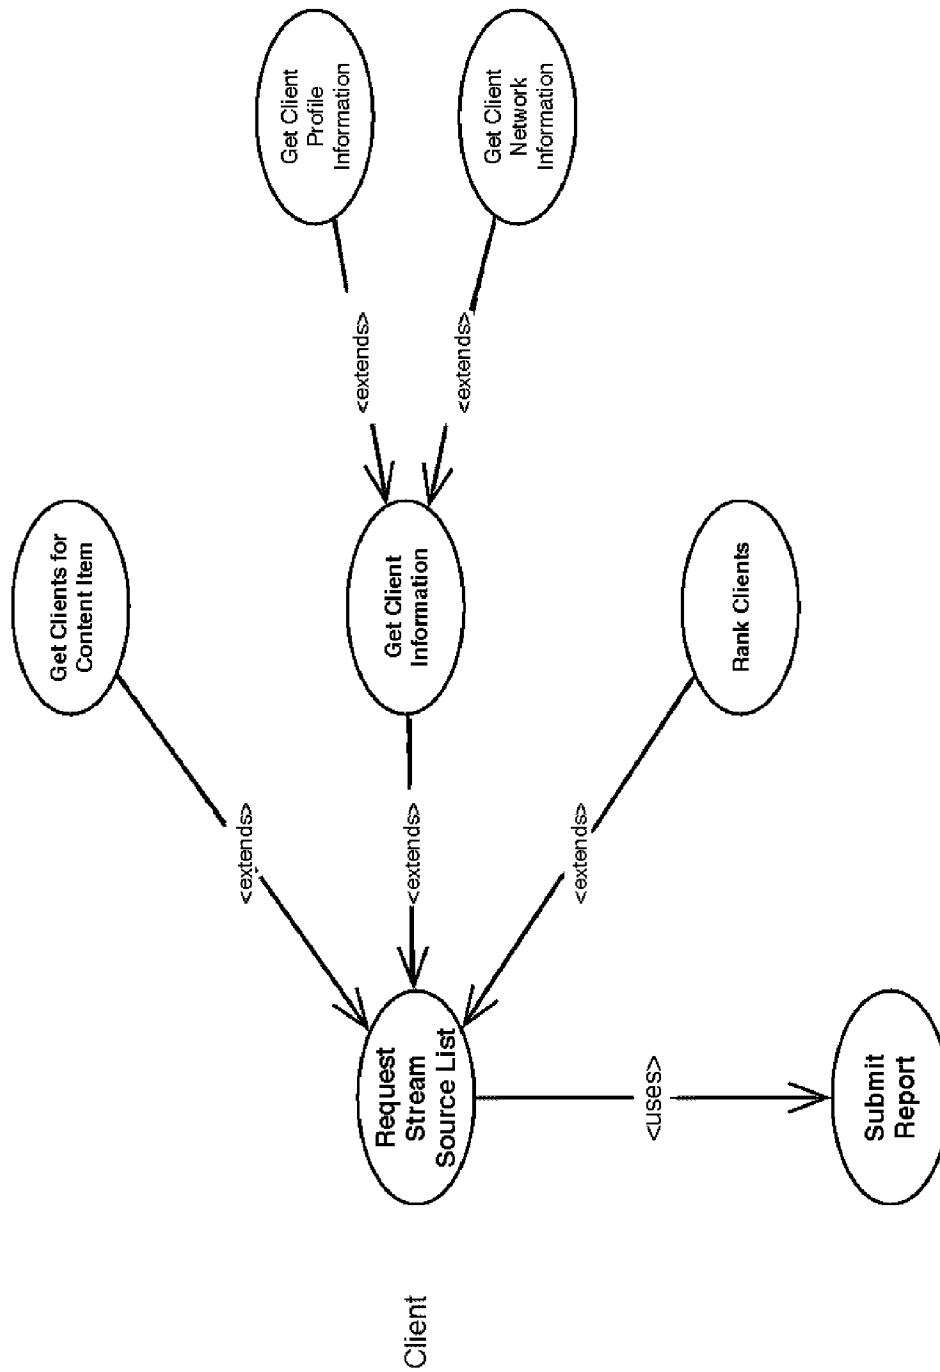 Get Clients for
Content Item
<extends>
Get Client
Profile
Information
<extends>
Client
Request
Stream
Source List
<extends>
Get Client
Information
<extends>
Get Client
Network
Information
<extends>
Rank Clients
<uses>
Submit
Report